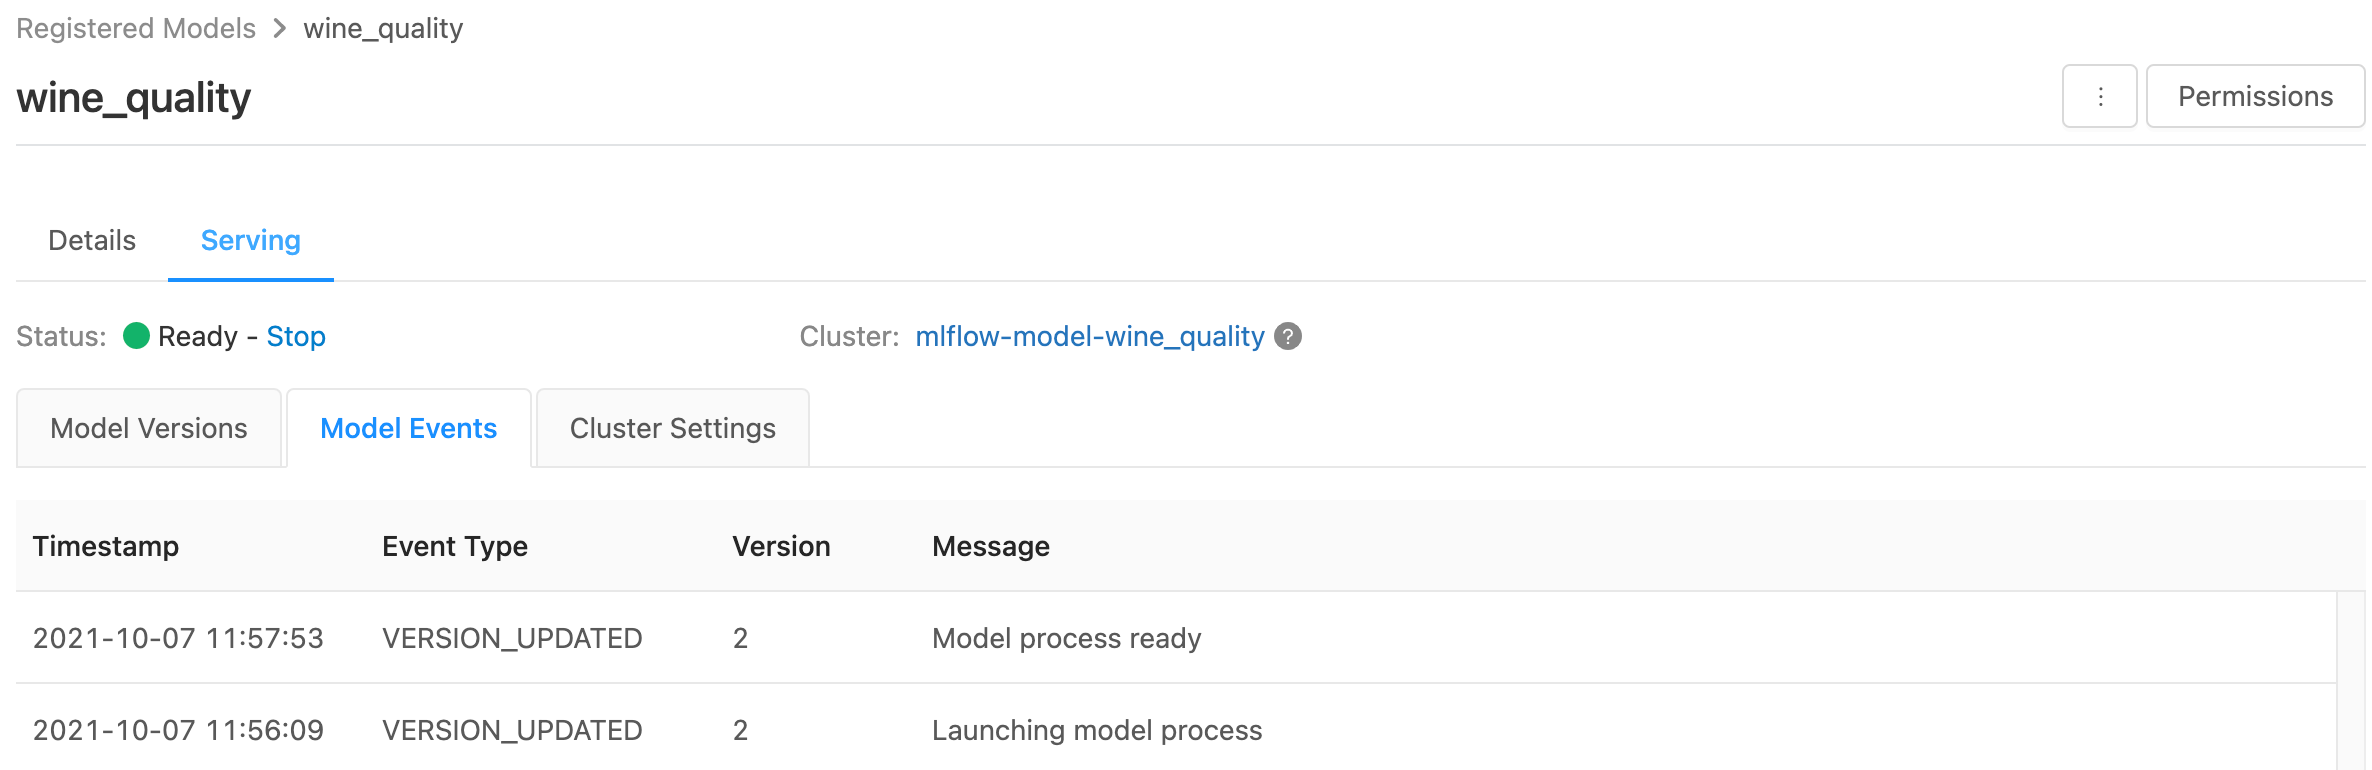 Registered Models > wine_quality
wine_quality
⋮ Permissions
Details Serving
Status: Ready - Stop Cluster: mlflow-model-wine_quality ?
Model Versions Model Events Cluster Settings
Timestamp Event Type Version Message
2021-10-07 11:57:53 VERSION_UPDATED 2 Model process ready
2021-10-07 11:56:09 VERSION_UPDATED 2 Launching model process